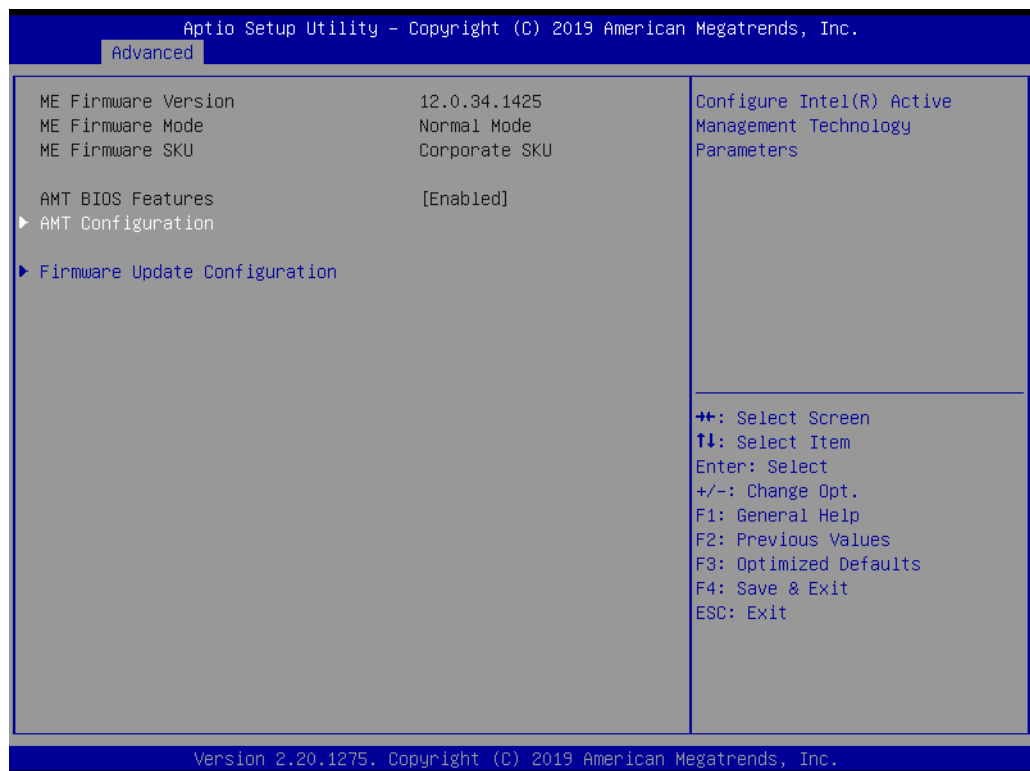 Aptio Setup Utility – Copyright (C) 2019 American Megatrends, Inc.
Advanced
ME Firmware Version 12.0.34.1425
ME Firmware Mode Normal Mode
ME Firmware SKU Corporate SKU
AMT BIOS Features [Enabled]
▶ AMT Configuration
▶ Firmware Update Configuration
Configure Intel(R) Active
Management Technology
Parameters
→←: Select Screen
↑↓: Select Item
Enter: Select
+/-: Change Opt.
F1: General Help
F2: Previous Values
F3: Optimized Defaults
F4: Save & Exit
ESC: Exit
Version 2.20.1275. Copyright (C) 2019 American Megatrends, Inc.